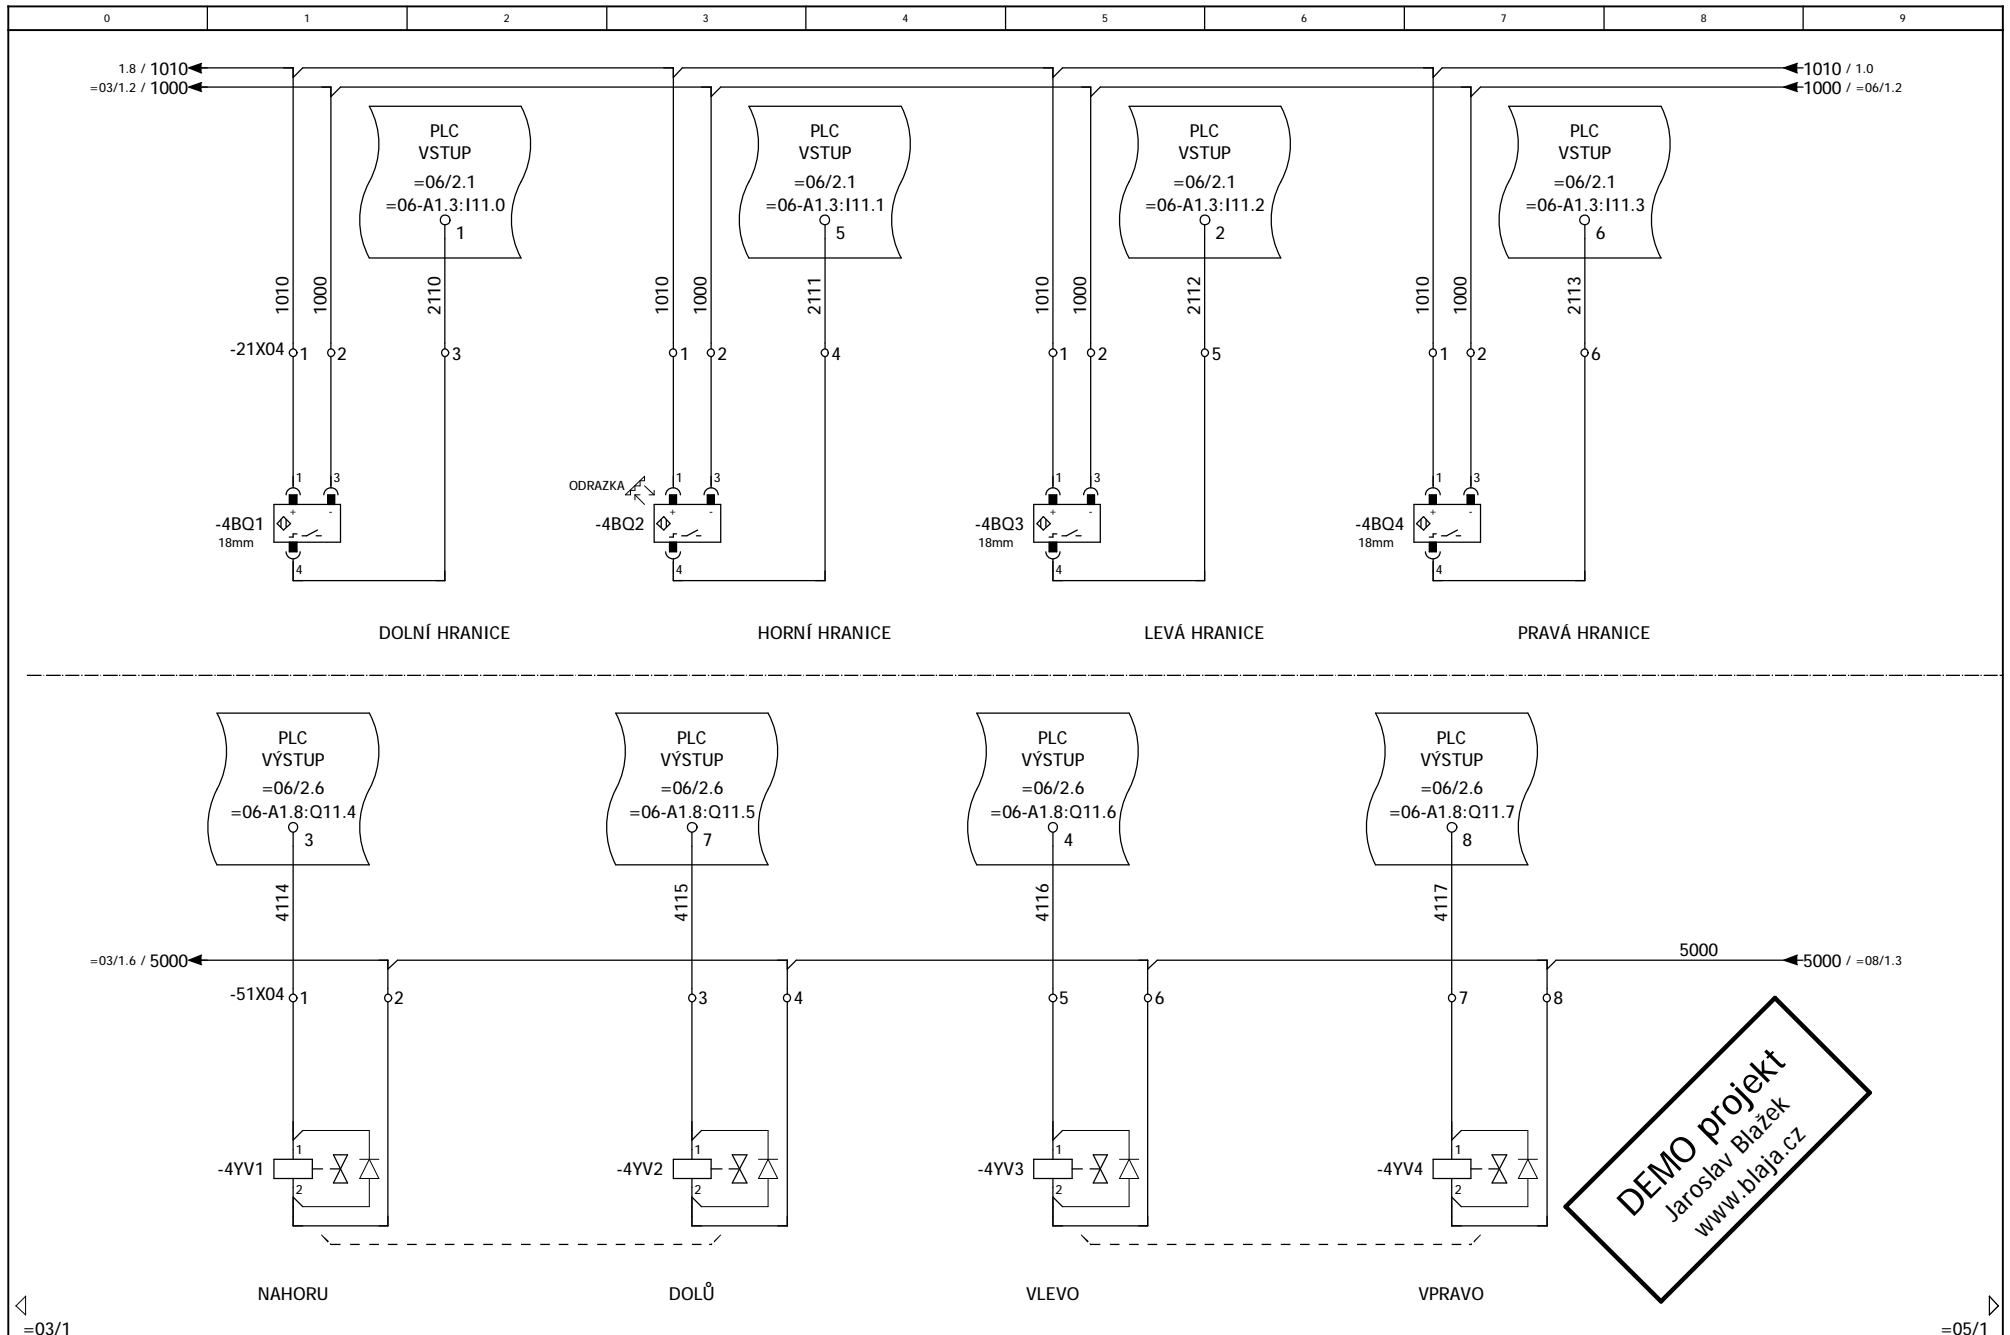 0 1 2 3 4 5 6 7 8 9
1.8 / 1010 1010 / 1.0
=03/1.2 / 1000 1000 / =06/1.2
PLC PLC PLC PLC
VSTUP VSTUP VSTUP VSTUP
=06/2.1 =06/2.1 =06/2.1 =06/2.1
=06-A1.3:I11.0 =06-A1.3:I11.1 =06-A1.3:I11.2 =06-A1.3:I11.3
1 5 2 6
1010 1000 2110 1010 1000 2111 1010 1000 2112 1010 1000 2113
-21X04 1 2 3 1 2 4 1 2 5 1 2 6
1 3 ODRAZKA 1 3 1 3 1 3
+ - + - + - + -
-4BQ1 -4BQ2 -4BQ3 -4BQ4
18mm 18mm 18mm
4 4 4 4
DOLNÍ HRANICE HORNÍ HRANICE LEVÁ HRANICE PRAVÁ HRANICE
PLC PLC PLC PLC
VÝSTUP VÝSTUP VÝSTUP VÝSTUP
=06/2.6 =06/2.6 =06/2.6 =06/2.6
=06-A1.8:Q11.4 =06-A1.8:Q11.5 =06-A1.8:Q11.6 =06-A1.8:Q11.7
3 7 4 8
4114 4115 4116 4117
5000
=03/1.6 / 5000 5000 / =08/1.3
-51X04 1 2 3 4 5 6 7 8
1 1 1 1
-4YV1 -4YV2 -4YV3 -4YV4
2 2 2 2
DEMO projekt
Jaroslav Blažek
www.blaja.cz
NAHORU DOLŮ VLEVO VPRAVO
=03/1 =05/1